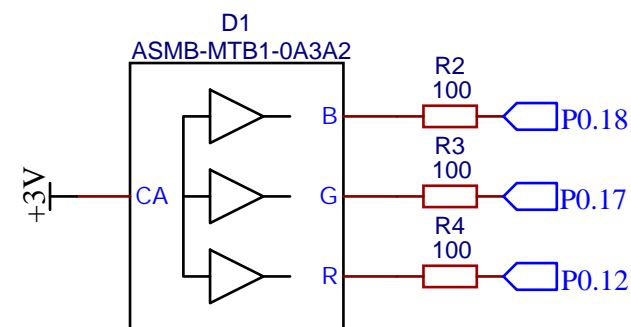 D1
ASMB-MTB1-0A3A2
R2
100
B
P0.18
R3
100
+3V
CA
G
P0.17
R4
100
R
P0.12